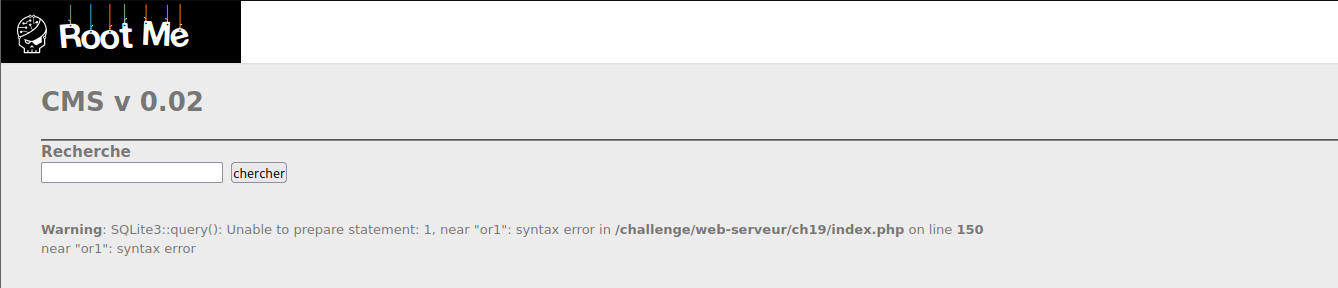 Root Me
CMS v 0.02
Recherche
chercher
Warning: SQLite3::query(): Unable to prepare statement: 1, near "or1": syntax error in /challenge/web-serveur/ch19/index.php on line 150
near "or1": syntax error